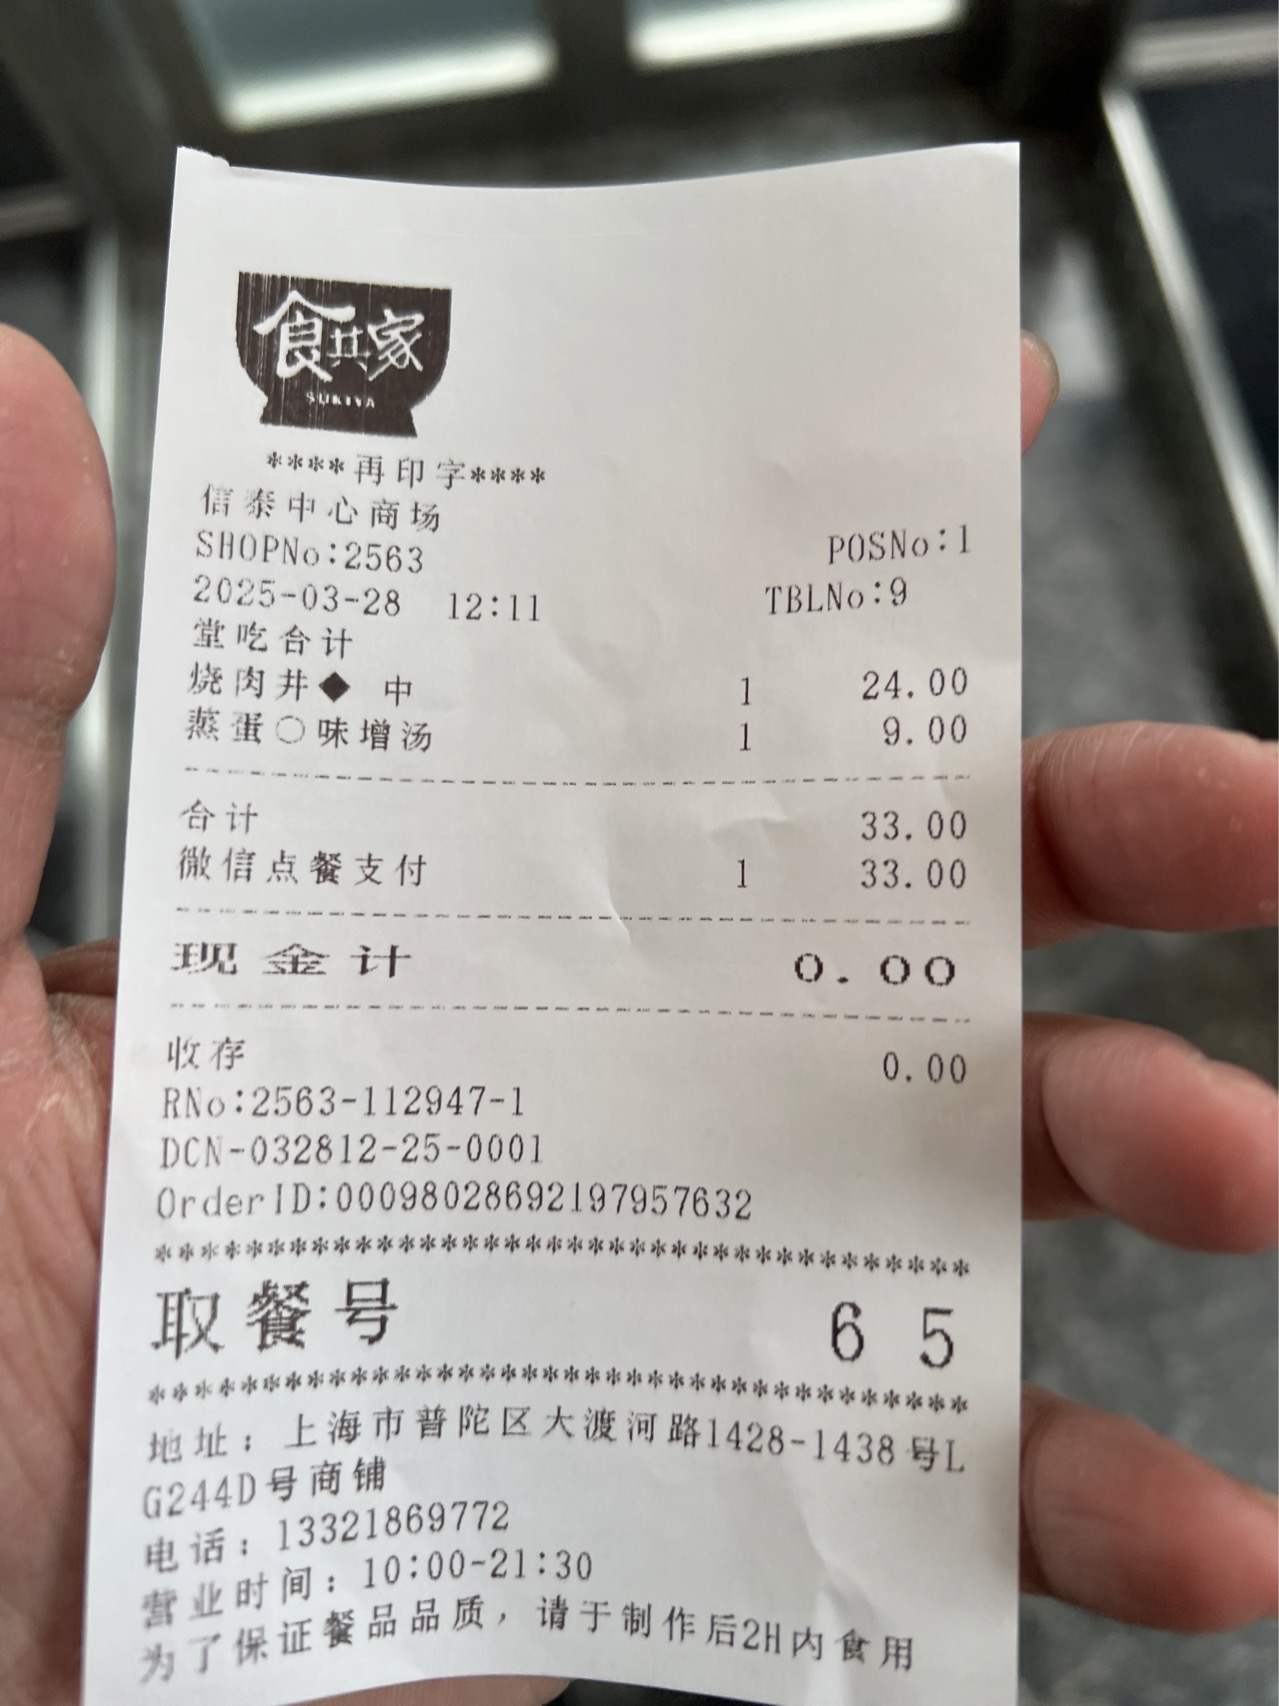 食其家
SUKIYA
****再印字****
信泰中心商场
SHOPNo:2563 POSNo:1
2025-03-28 12:11 TBLNo:9
堂吃合计
烧肉井◆ 中 1 24.00
蒸蛋○味增汤 1 9.00
合计 33.00
微信点餐支付 1 33.00
现金计 0.00
收存 0.00
RNo:2563-112947-1
DCN-032812-25-0001
OrderID:00098028692197957632
**************************************
取餐号 65
**************************************
地址：上海市普陀区大渡河路1428-1438号L
G244D号商铺
电话：13321869772
营业时间：10:00-21:30
为了保证餐品品质，请于制作后2H内食用